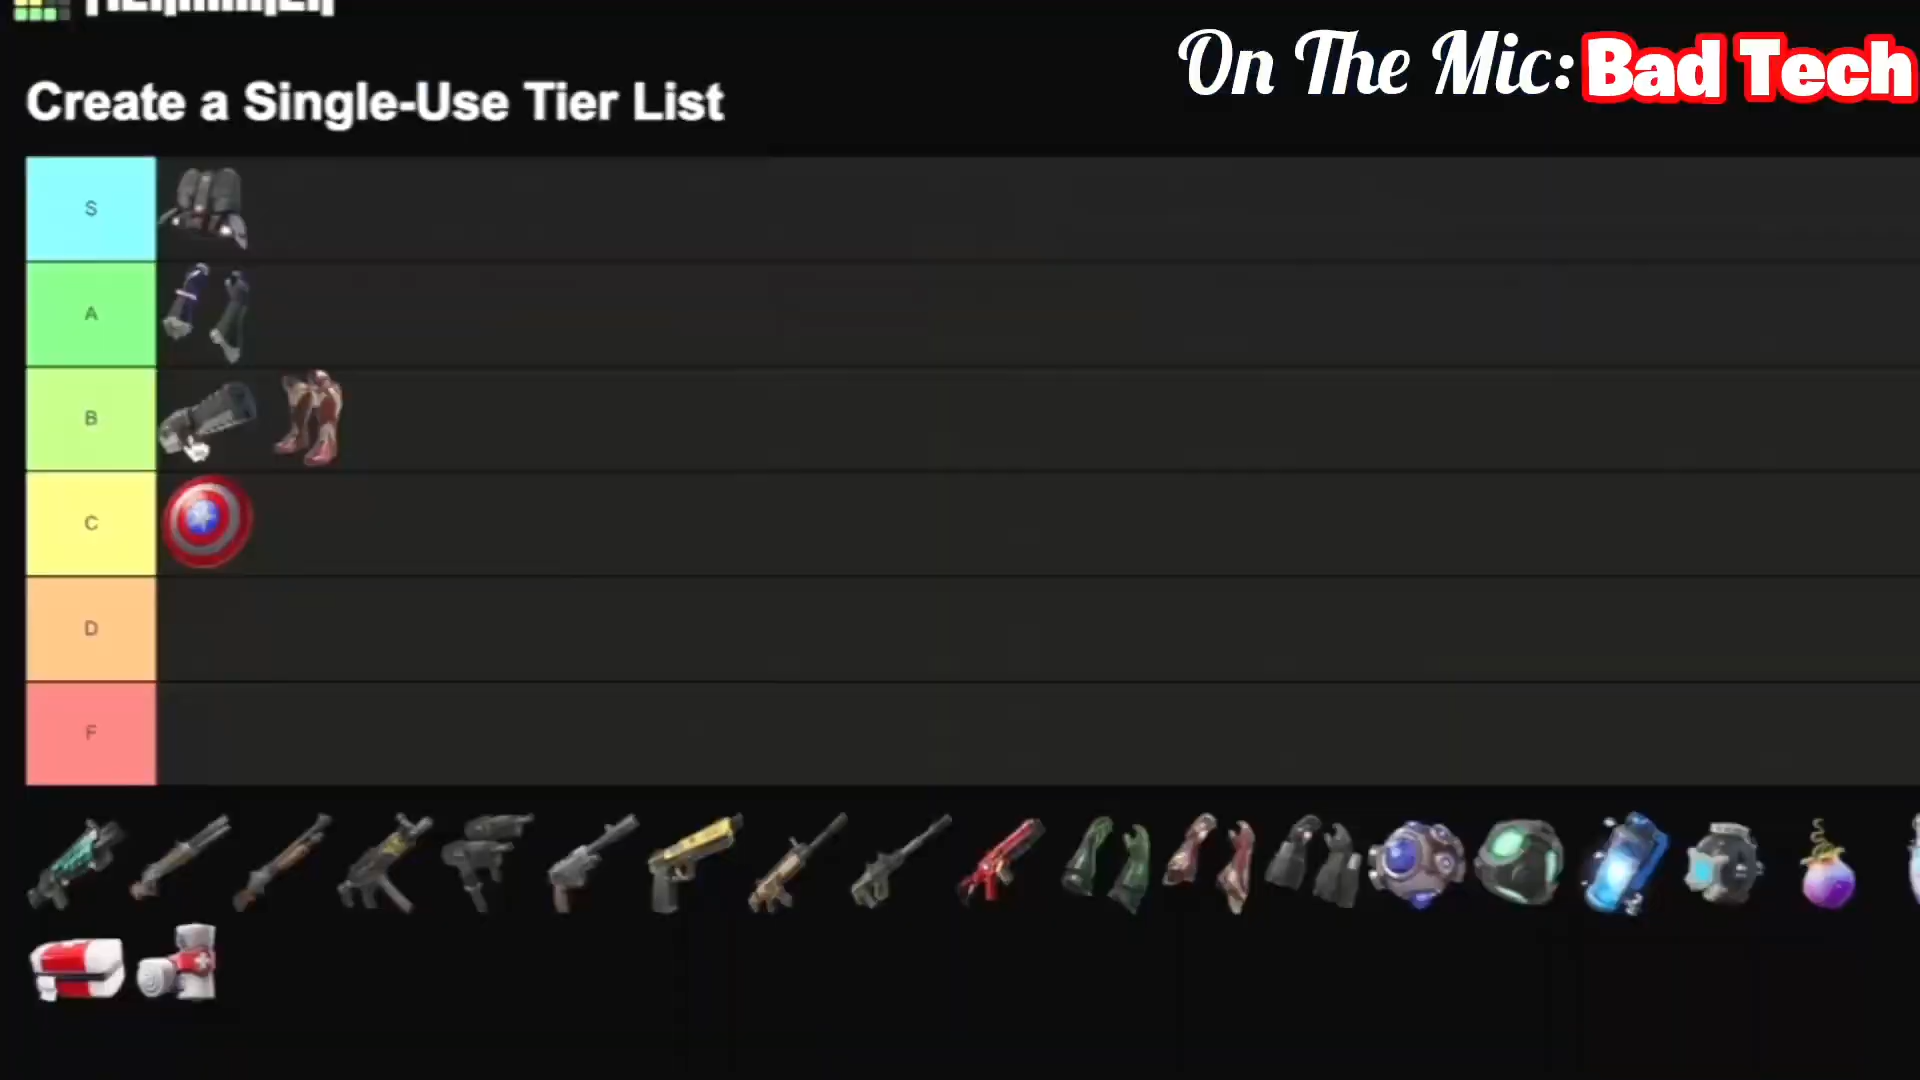 On The Mic: Bad Tech
Create a Single-Use Tier List
S
A
B
C
D
F